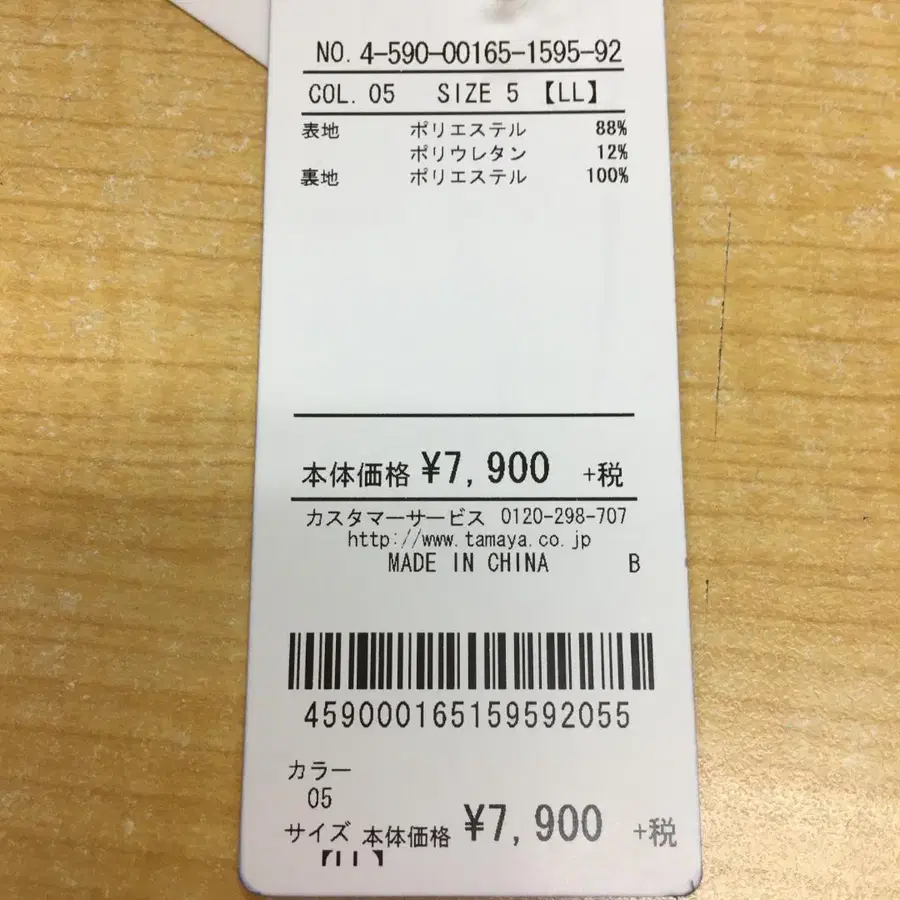 NO. 4-590-00165-1595-92
COL. 05 SIZE 5 【LL】
表地 ポリエステル 88%
ポリウレタン 12%
裏地 ポリエステル 100%
本体価格 ¥7,900 +税
カスタマーサービス 0120-298-707
http://www.tamaya.co.jp
MADE IN CHINA B
459000165159592055
カラー
05
サイズ 本体価格 ¥7,900 +税
【LL】